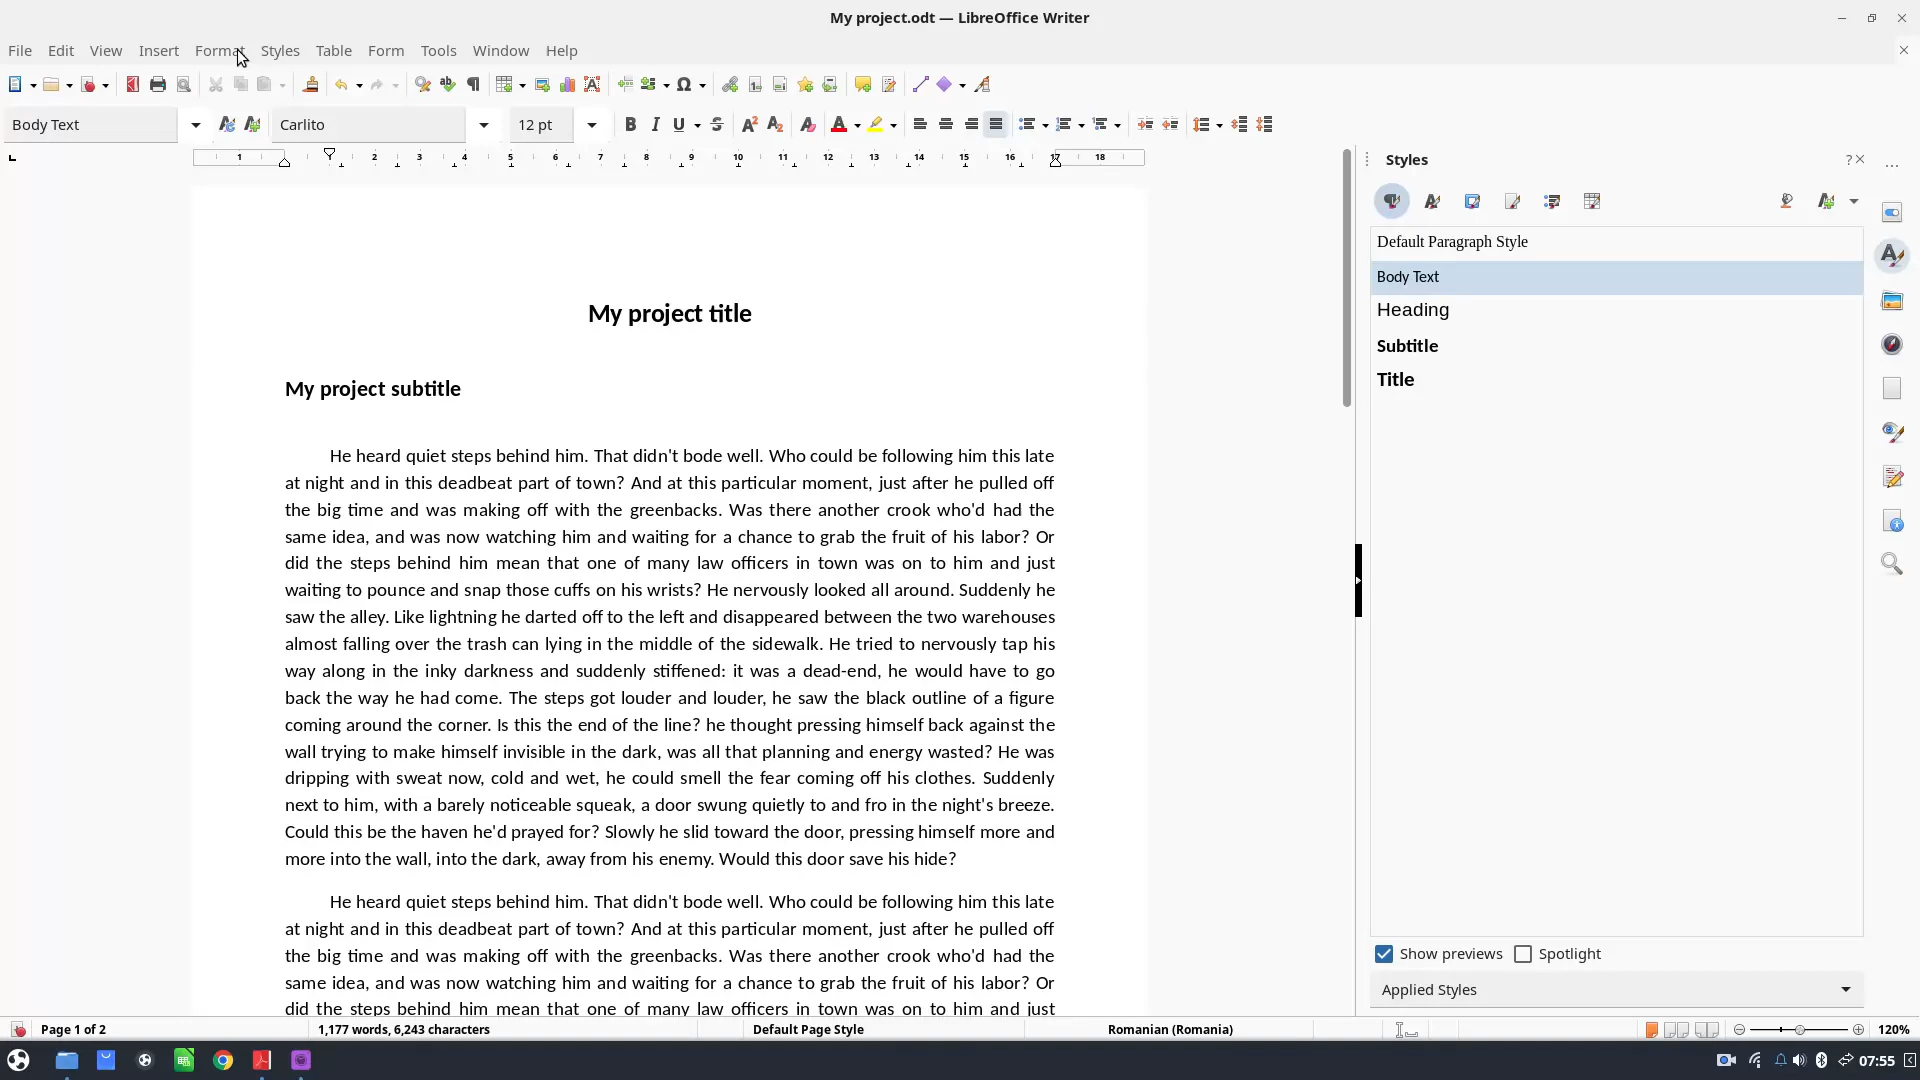 My project.odt — LibreOffice Writer
File Edit View Insert Format Styles Table Form Tools Window Help
Body Text
Carlito
12 pt
1 1 2 3 4 5 6 7 8 9 10 11 12 13 14 15 16 17 18
My project title
My project subtitle
He heard quiet steps behind him. That didn't bode well. Who could be following him this late
at night and in this deadbeat part of town? And at this particular moment, just after he pulled off
the big time and was making off with the greenbacks. Was there another crook who'd had the
same idea, and was now watching him and waiting for a chance to grab the fruit of his labor? Or
did the steps behind him mean that one of many law officers in town was on to him and just
waiting to pounce and snap those cuffs on his wrists? He nervously looked all around. Suddenly he
saw the alley. Like lightning he darted off to the left and disappeared between the two warehouses
almost falling over the trash can lying in the middle of the sidewalk. He tried to nervously tap his
way along in the inky darkness and suddenly stiffened: it was a dead-end, he would have to go
back the way he had come. The steps got louder and louder, he saw the black outline of a figure
coming around the corner. Is this the end of the line? he thought pressing himself back against the
wall trying to make himself invisible in the dark, was all that planning and energy wasted? He was
dripping with sweat now, cold and wet, he could smell the fear coming off his clothes. Suddenly
next to him, with a barely noticeable squeak, a door swung quietly to and fro in the night's breeze.
Could this be the haven he'd prayed for? Slowly he slid toward the door, pressing himself more and
more into the wall, into the dark, away from his enemy. Would this door save his hide?
He heard quiet steps behind him. That didn't bode well. Who could be following him this late
at night and in this deadbeat part of town? And at this particular moment, just after he pulled off
the big time and was making off with the greenbacks. Was there another crook who'd had the
same idea, and was now watching him and waiting for a chance to grab the fruit of his labor? Or
did the steps behind him mean that one of many law officers in town was on to him and just
Styles
Default Paragraph Style
Body Text
Heading
Subtitle
Title
Show previews Spotlight
Applied Styles
Page 1 of 2 1,177 words, 6,243 characters Default Page Style Romanian (Romania) 120%
07:55